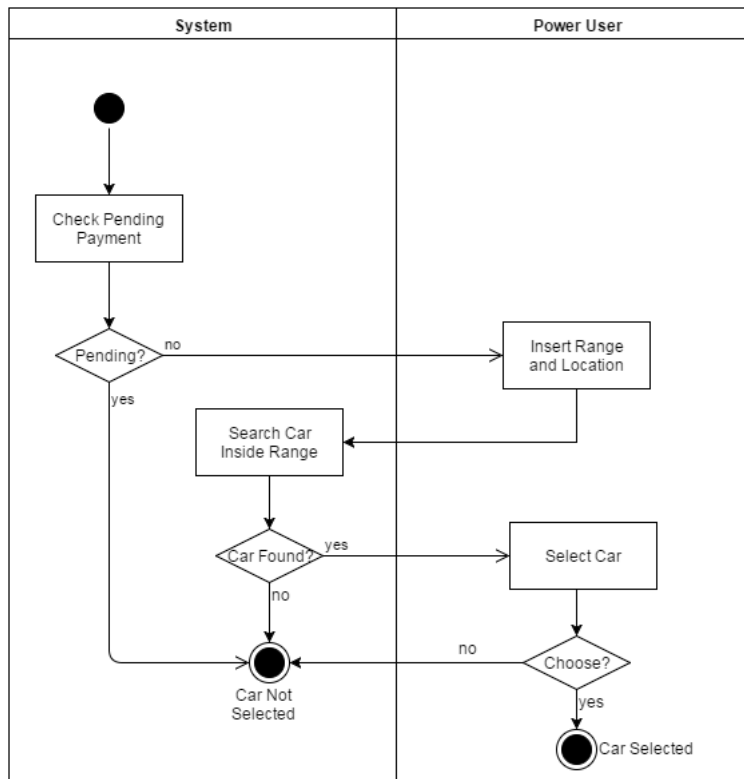 System
Power User
Check Pending
Payment
Pending?
no
yes
Insert Range
and Location
Search Car
Inside Range
Car Found?
yes
no
Select Car
Choose?
no
yes
Car Not
Selected
Car Selected